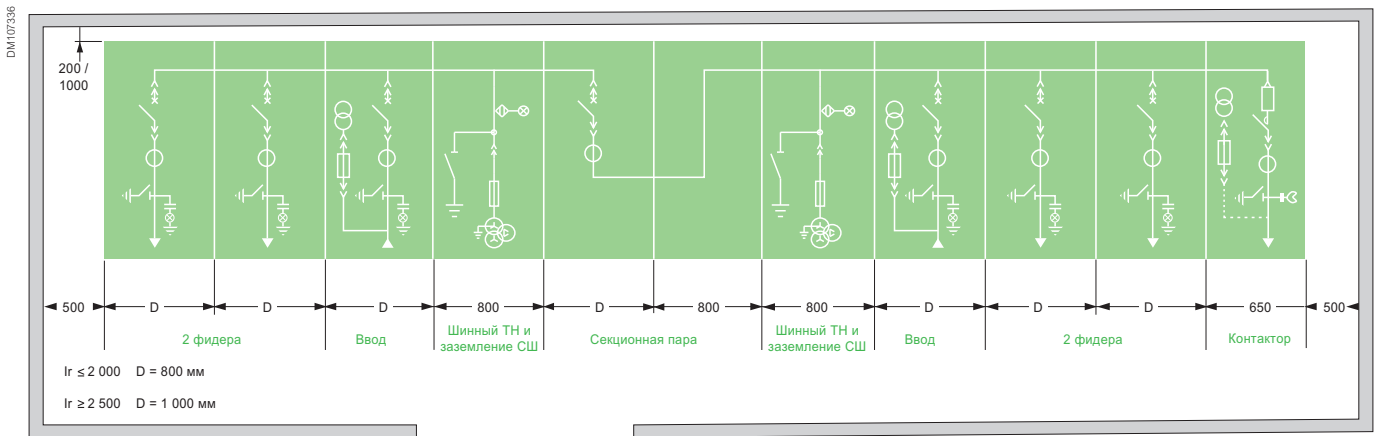 DM107336
200 /
1000
500 D D D 800 D 800 800 D D D 650 500
2 фидера
Ввод
Шинный ТН и
заземление СШ
Секционная пара
Шинный ТН и
заземление СШ
Ввод
2 фидера
Контактор
Ir ≤ 2 000 D = 800 мм
Ir ≥ 2 500 D = 1 000 мм